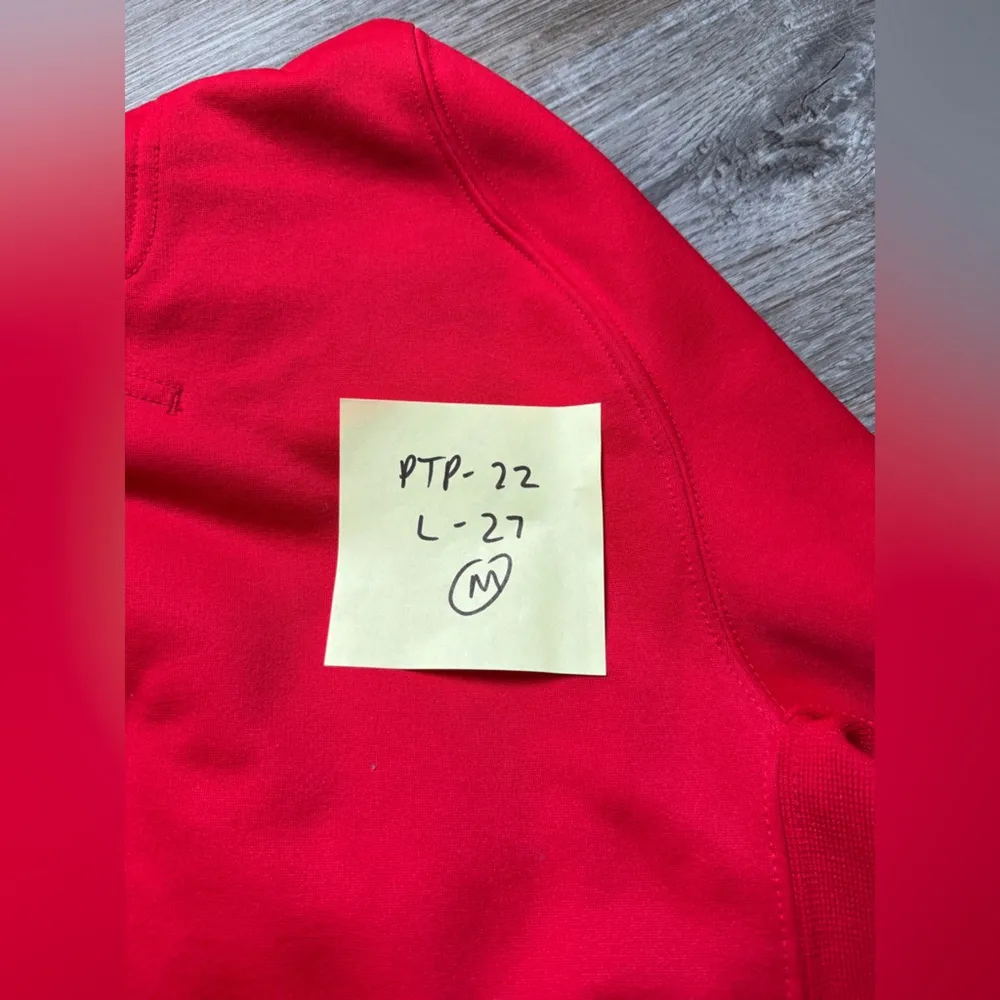 PTP- 22
L - 27
M